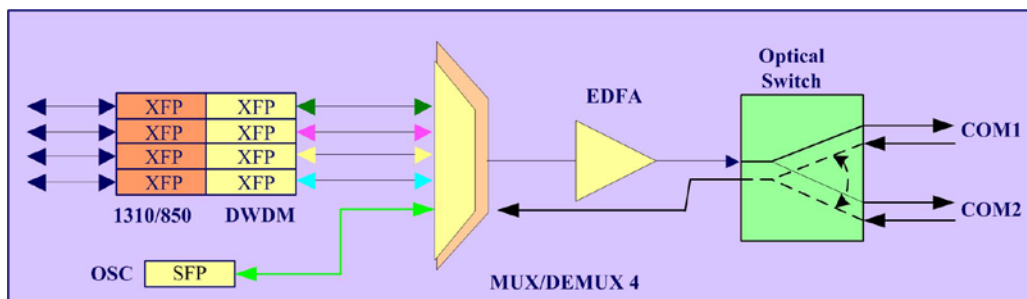 Optical
Switch
EDFA
XFP XFP
XFP XFP
XFP XFP
XFP XFP
COM1
COM2
1310/850 DWDM
OSC SFP
MUX/DEMUX 4